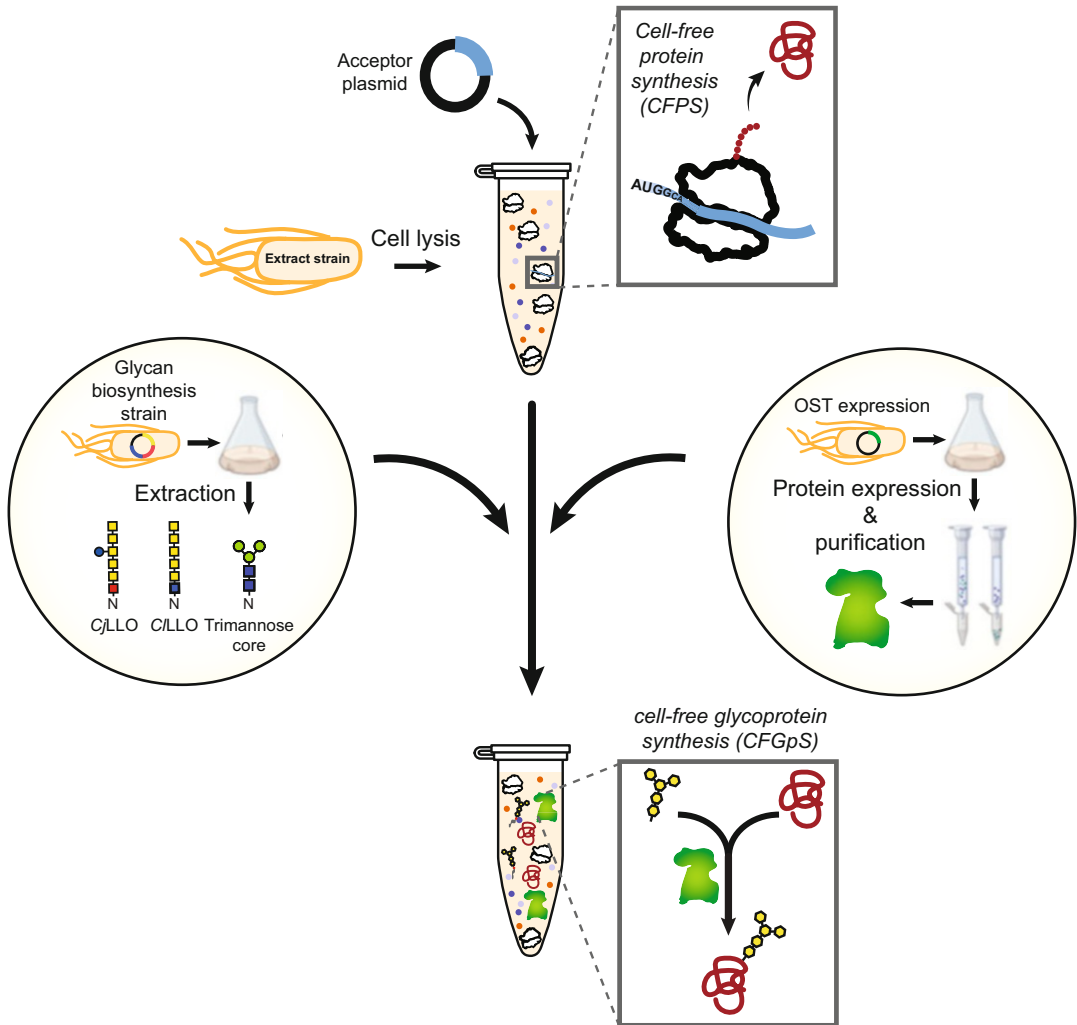 Acceptor
plasmid
Cell-free
protein
synthesis
(CFPS)
AUGGCA
Cell lysis
Extract strain
Glycan
biosynthesis
strain
Extraction
N
N
N
CjLLO
ClLLO
Trimannose
core
OST expression
Protein expression
&
purification
cell-free glycoprotein
synthesis (CFGpS)